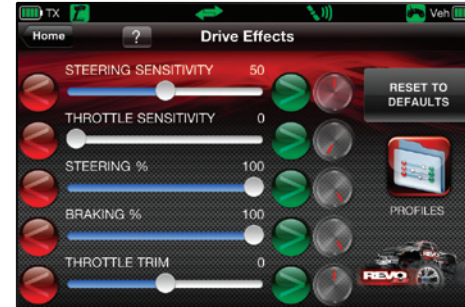 TX
Veh
Home
?
Drive Effects
STEERING SENSITIVITY 50
RESET TO
DEFAULTS
THROTTLE SENSITIVITY 0
STEERING % 100
PROFILES
BRAKING % 100
THROTTLE TRIM 0
REVO